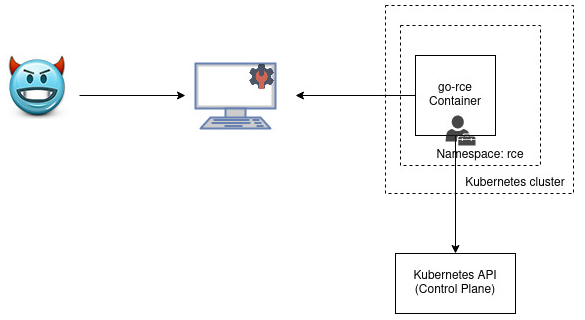 go-rce
Container
Namespace: rce
Kubernetes cluster
Kubernetes API
(Control Plane)